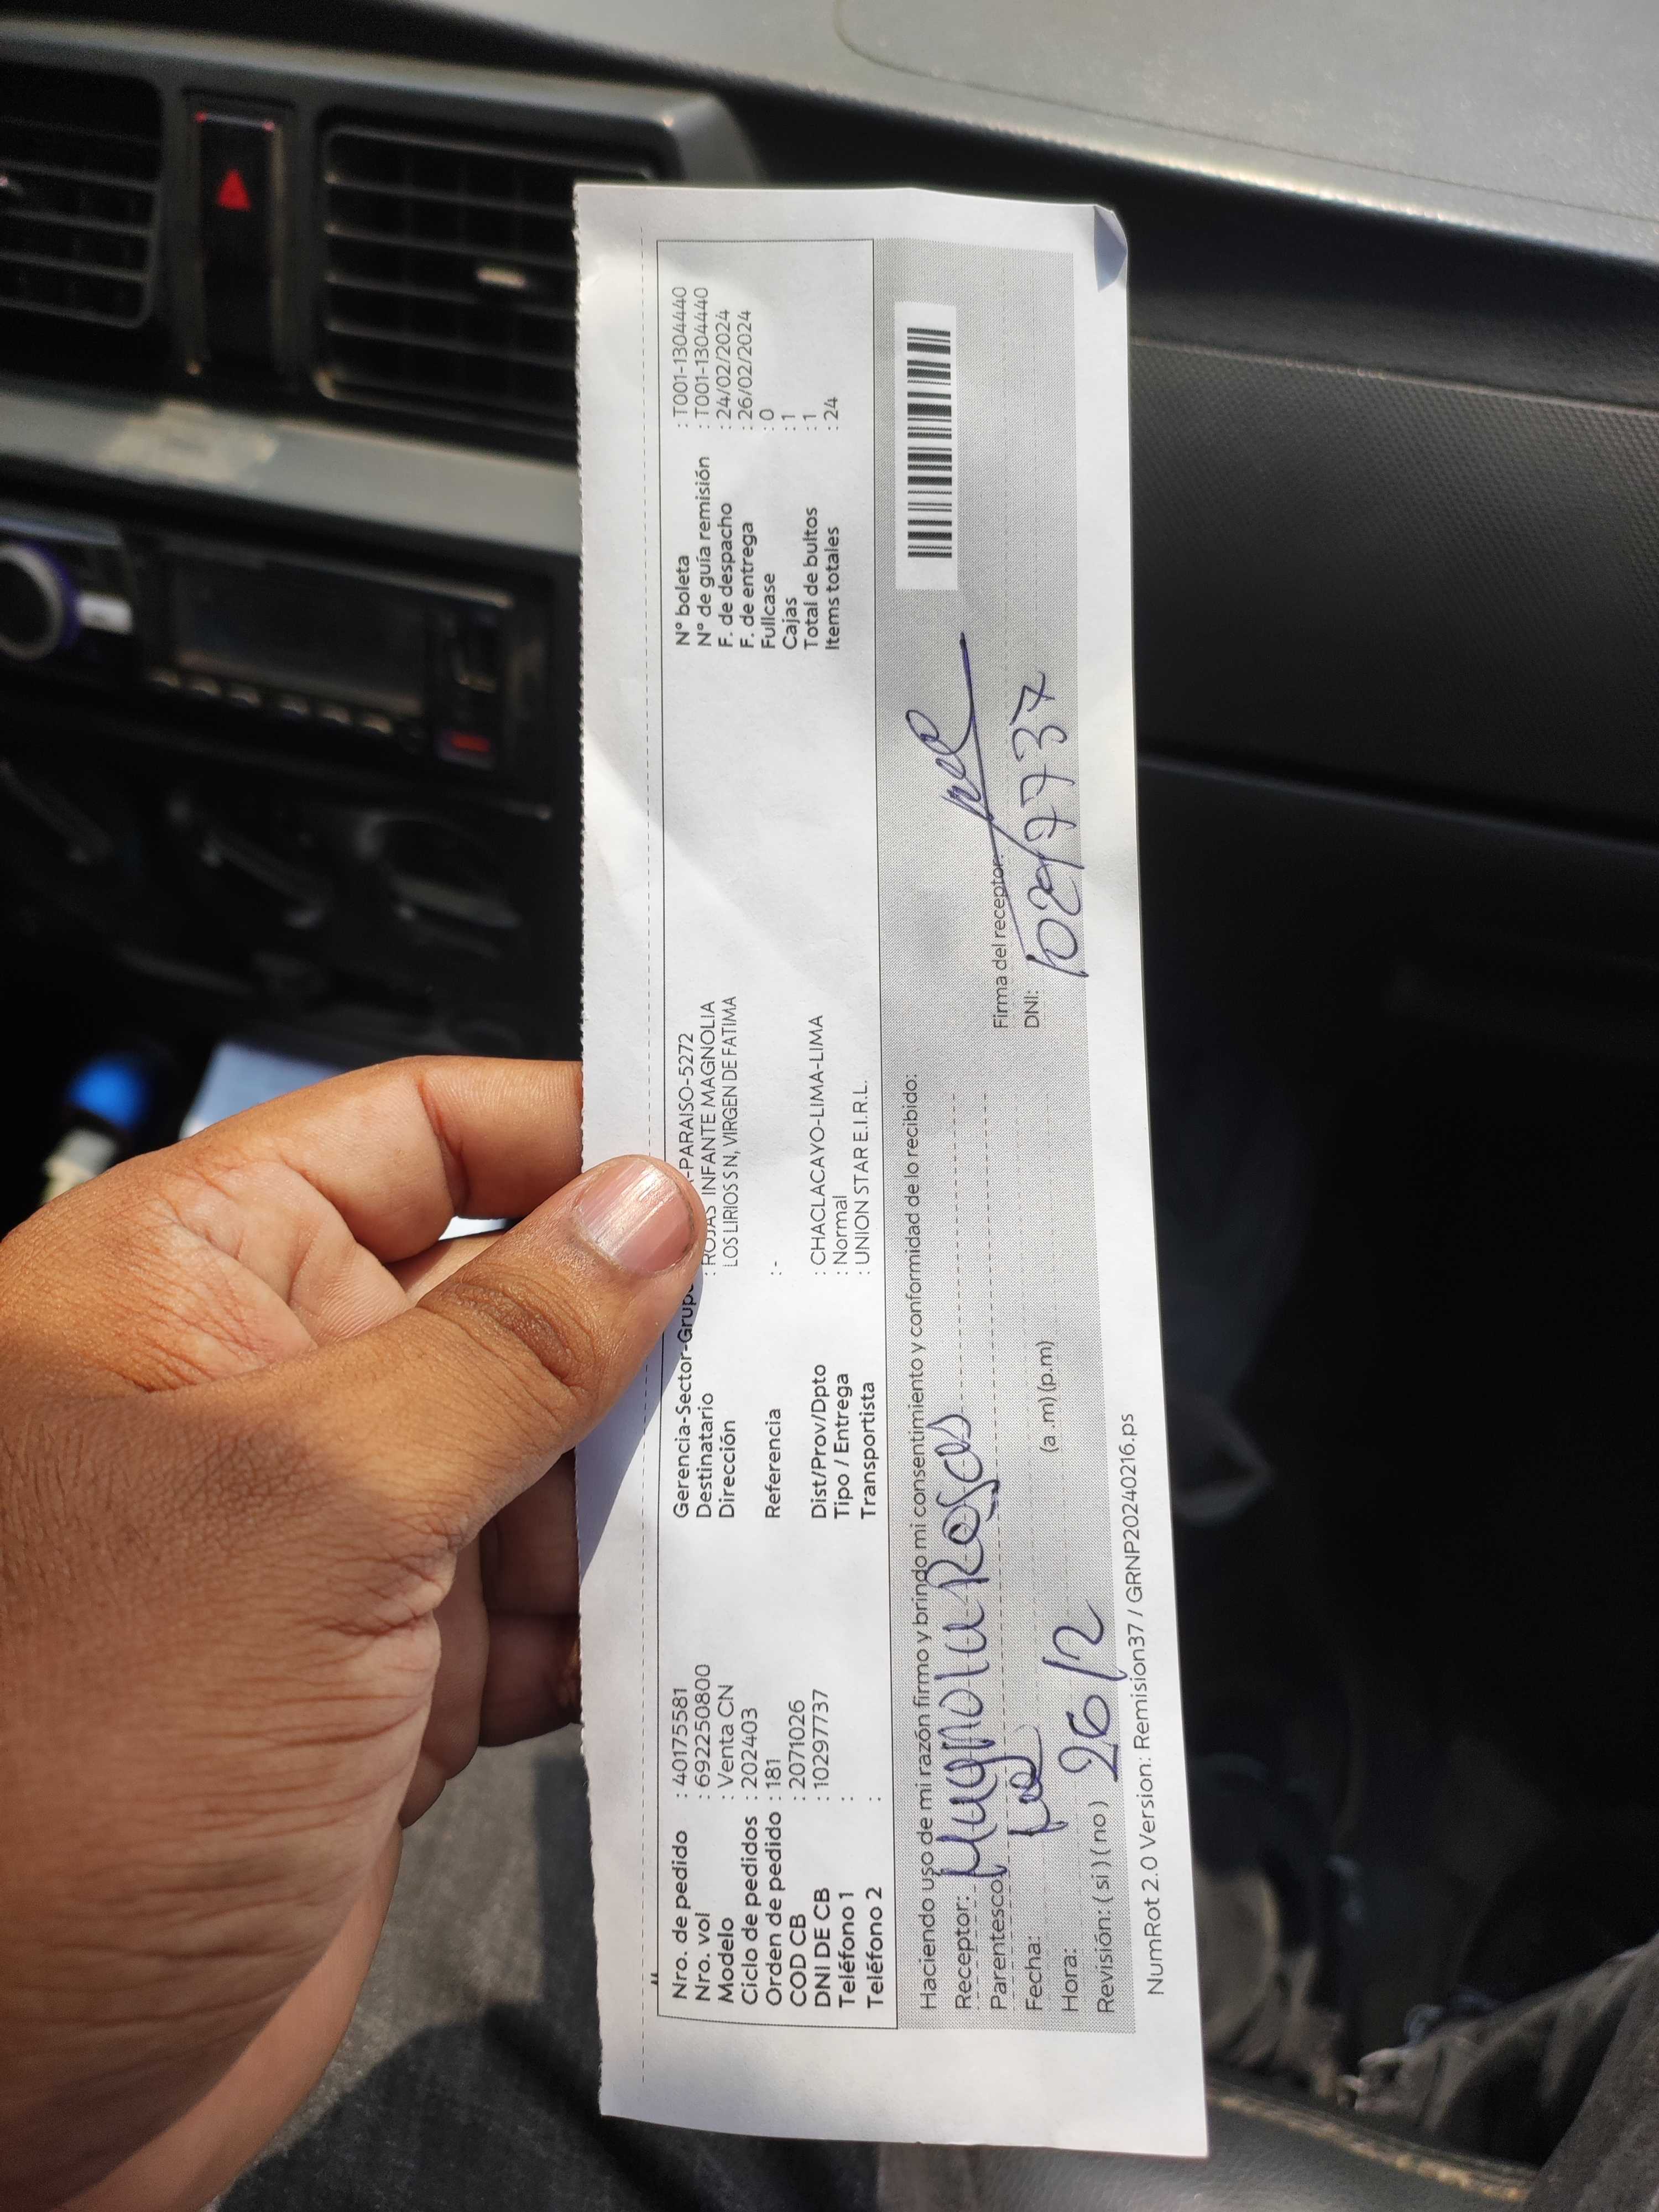 Nro. de pedido : 40175581
Nro. vol : 6922250800
Modelo : Venta CN
Ciclo de pedidos : 202403
Orden de pedido : 181
COD CB : 2071026
DNI DE CB : 10297737
Teléfono 1 :
Teléfono 2 :
Gerencia-Sector-Grupo -PARAISO-5272
Destinatario : ROJAS INFANTE MAGNOLIA
Dirección LOS LIRIOS S N, VIRGEN DE FATIMA
Referencia : -
Dist/Prov/Dpto : CHACLACAYO-LIMA-LIMA
Tipo / Entrega : Normal
Transportista : UNION STAR E.I.R.L.
N° boleta : T001-1304440
N° de guía remisión : T001-1304440
F. de despacho : 24/02/2024
F. de entrega : 26/02/2024
Fullcase : 0
Cajas : 1
Total de bultos : 1
Items totales : 24
Haciendo uso de mi razón firmo y brindo mi consentimiento y conformidad de lo recibido:
Receptor: Magnolia Rojas
Parentesco:
Fecha:
Hora: 26/2 (a.m) (p.m)
Revisión: (si) (no)
Firma del receptor:
DNI: 10297737
NumRot 2.0 Version: Remision37 / GRNP20240216.ps